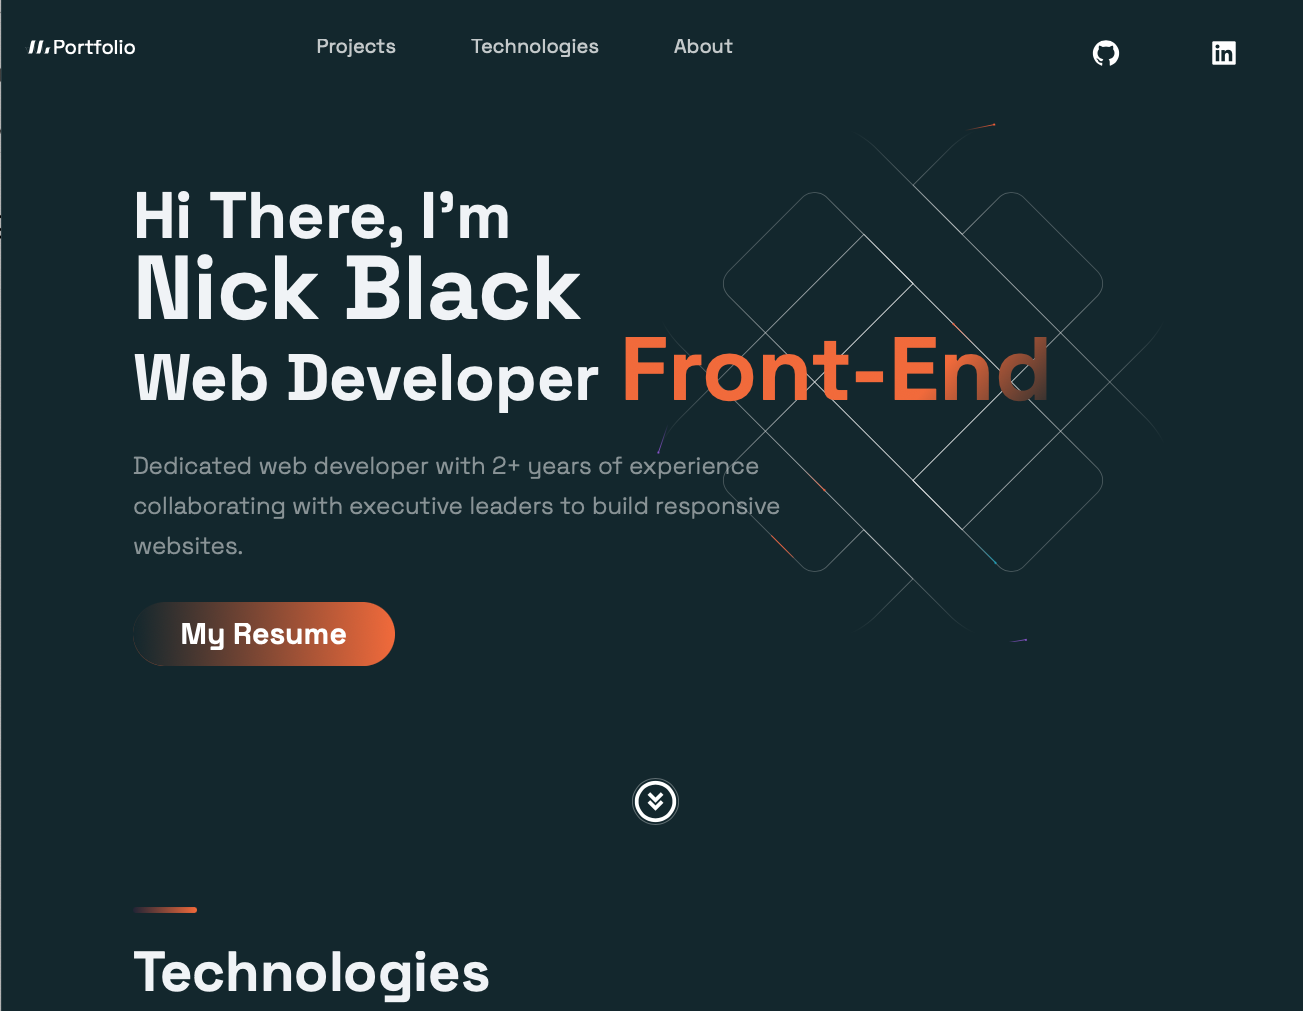 Portfolio
Projects
Technologies
About
Hi There, I'm
Nick Black
Web Developer Front-End
Dedicated web developer with 2+ years of experience
collaborating with executive leaders to build responsive
websites.
My Resume
Technologies